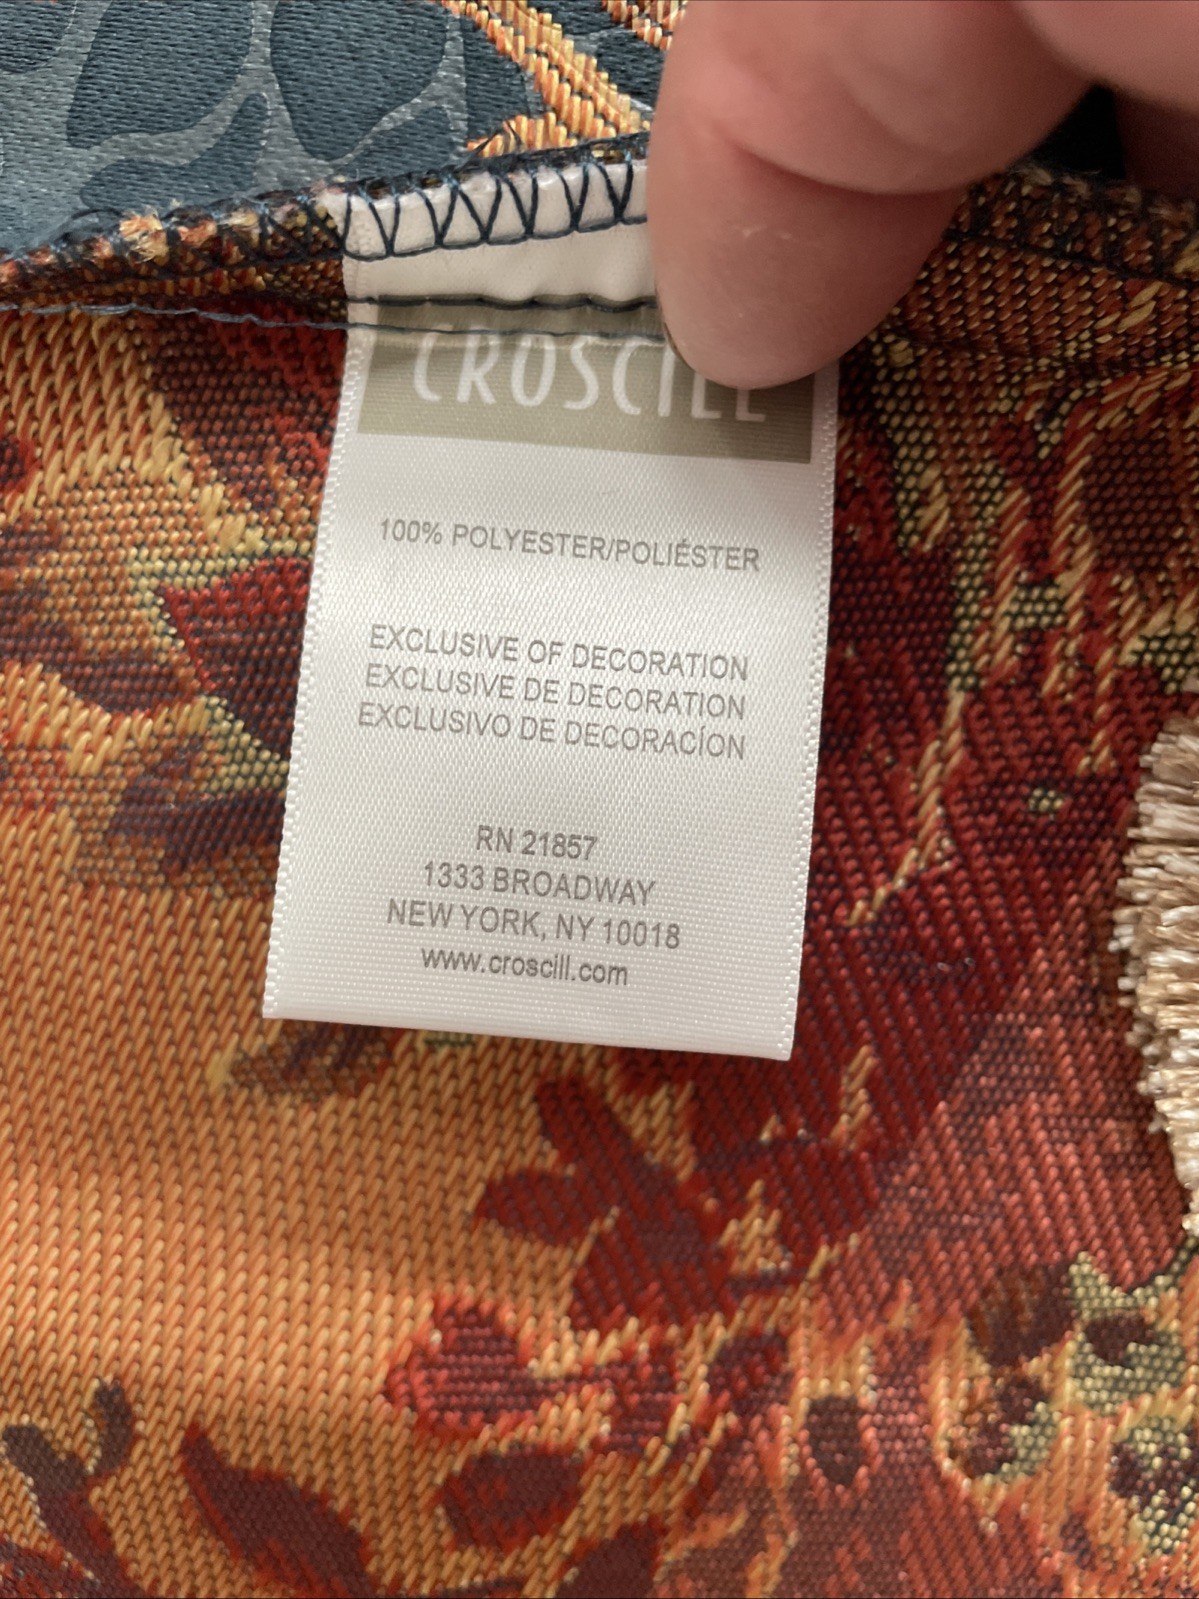 CROSCILL
100% POLYESTER/POLIÉSTER
EXCLUSIVE OF DECORATION
EXCLUSIVE DE DECORATION
EXCLUSIVO DE DECORACÍON
RN 21857
1333 BROADWAY
NEW YORK, NY 10018
www.croscill.com